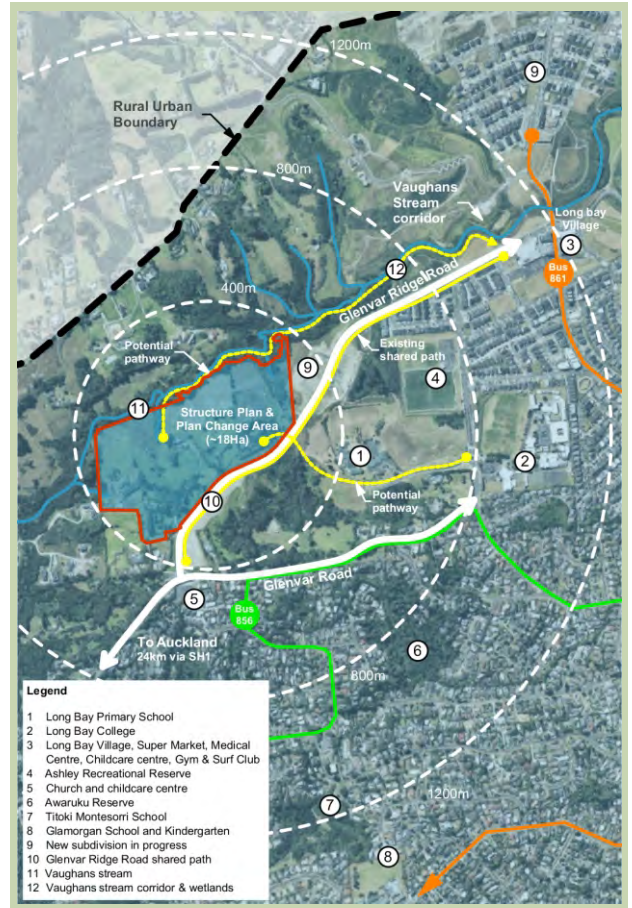 1200m
9
Rural Urban
Boundary
800m
Vaughans
Stream
corridor
Long bay
Village
3
12
Bus
861
400m
Glenvar Ridge Road
Existing
shared path
Potential
pathway
9
4
11
Structure Plan &
Plan Change Area
(~18Ha)
1
2
Potential
pathway
10
Glenvar Road
5
Bus
856
To Auckland
24km via SH1
6
800m
1200m
7
8
Legend
1 Long Bay Primary School
2 Long Bay College
3 Long Bay Village, Super Market, Medical
Centre, Childcare centre, Gym & Surf Club
4 Ashley Recreational Reserve
5 Church and childcare centre
6 Awaruku Reserve
7 Titoki Montesorri School
8 Glamorgan School and Kindergarten
9 New subdivision in progress
10 Glenvar Ridge Road shared path
11 Vaughans stream
12 Vaughans stream corridor & wetlands